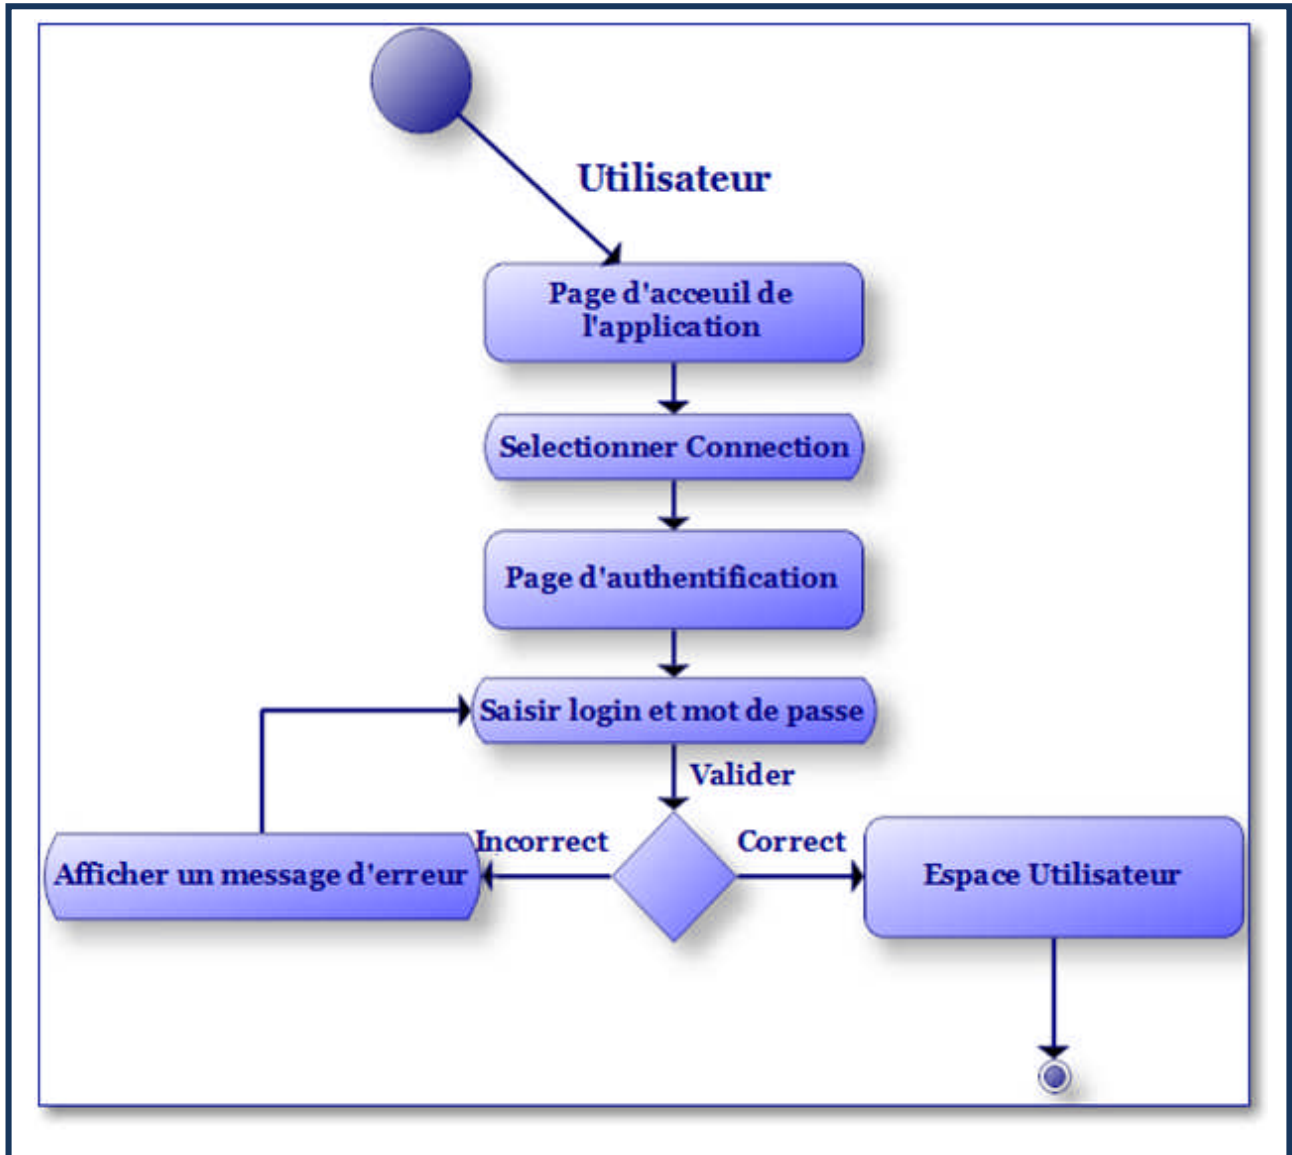 Utilisateur
Page d'acceuil de
l'application
Selectionner Connection
Page d'authentification
Saisir login et mot de passe
Valider
Incorrect
Correct
Afficher un message d'erreur
Espace Utilisateur